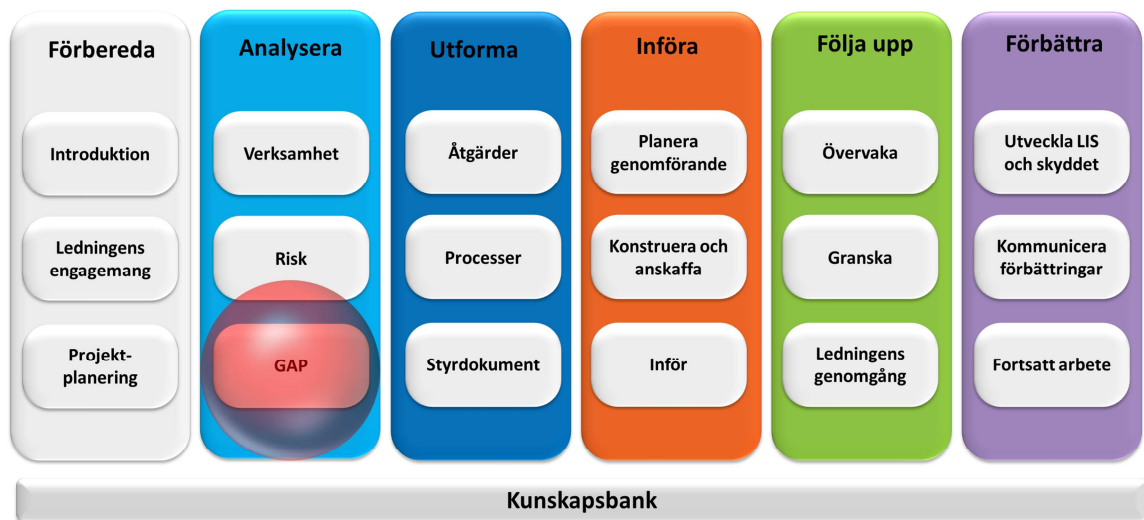 Förbereda
Introduktion
Ledningens
engagemang
Projekt-
planering
Analysera
Verksamhet
Risk
GAP
Utforma
Åtgärder
Processer
Styrdokument
Införa
Planera
genomförande
Konstruera och
anskaffa
Inför
Följa upp
Övervaka
Granska
Ledningens
genomgång
Förbättra
Utveckla LIS
och skyddet
Kommunicera
förbättringar
Fortsatt arbete
Kunskapsbank